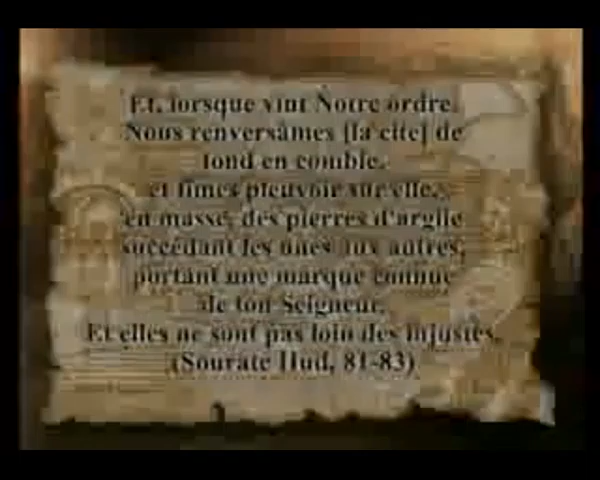 Et, lorsque vint Notre ordre,
Nous renversâmes [la cité] de
fond en comble,
et fîmes pleuvoir sur elle,
en masse, des pierres d'argile
succédant les unes aux autres,
portant une marque connue
de ton Seigneur.
Et elles ne sont pas loin des injustes.
(Sourate Hud, 81-83)